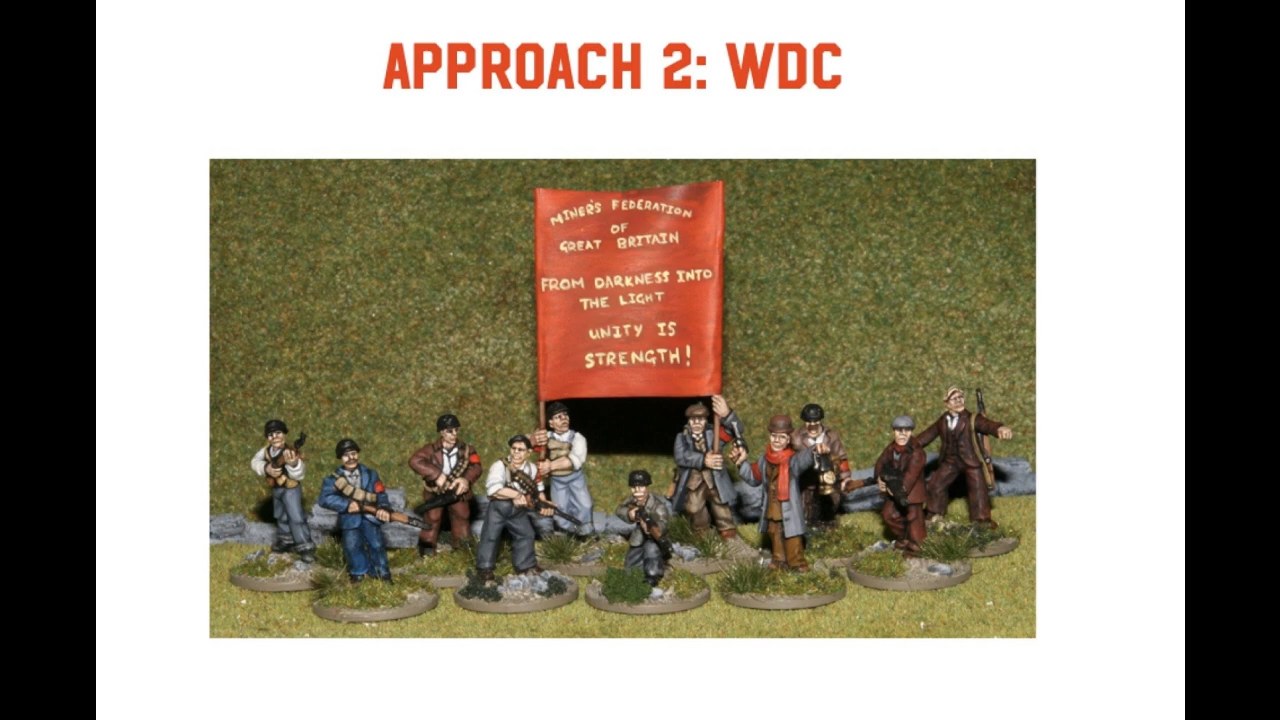 APPROACH 2: WDC
MINER'S FEDERATION
OF
GREAT BRITAIN
FROM DARKNESS INTO
THE LIGHT
UNITY IS
STRENGTH!